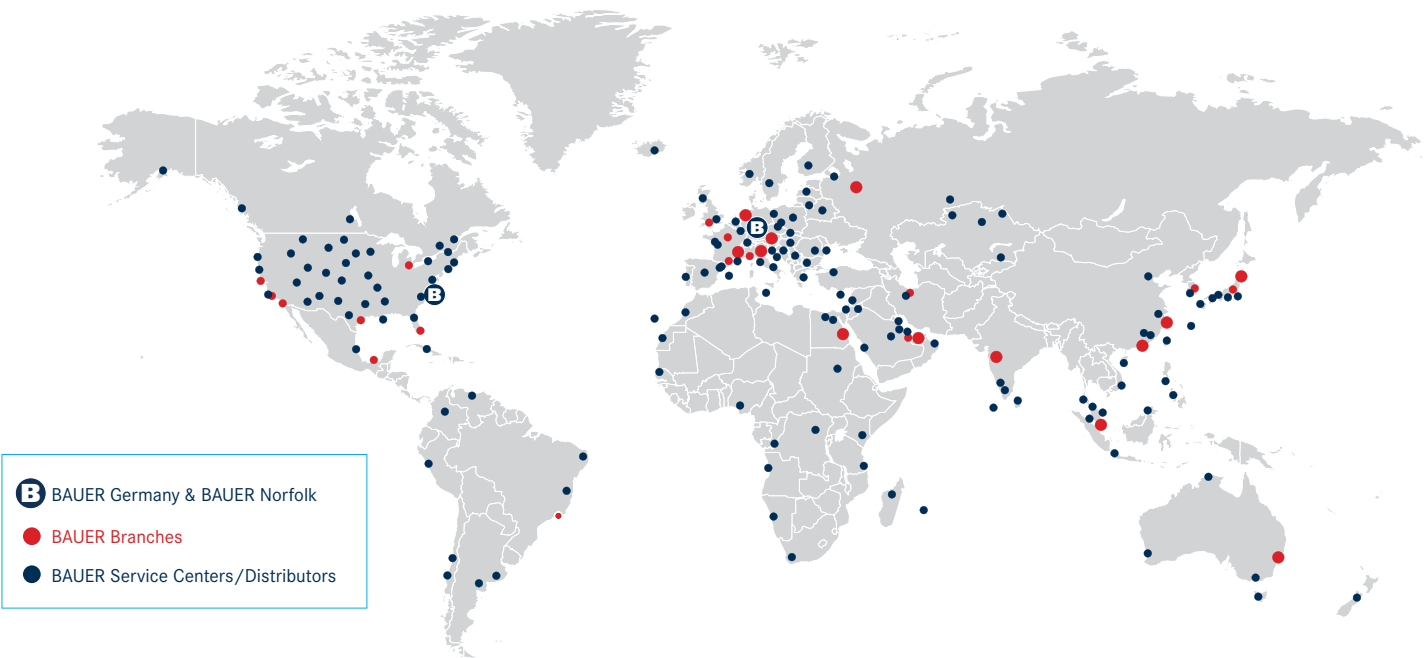 B
B
B BAUER Germany & BAUER Norfolk
BAUER Branches
BAUER Service Centers/Distributors